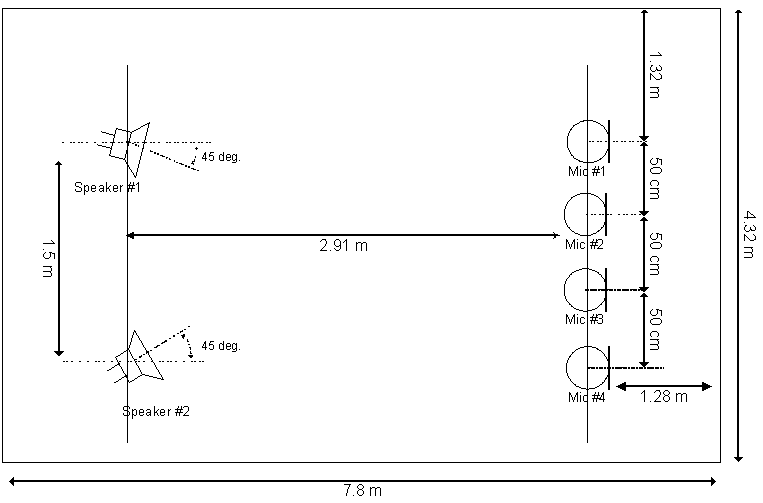 1.32 m
45 deg.
Speaker #1
Mic #1
50 cm
Mic #2
4.32 m
1.5 m
2.91 m
50 cm
Mic #3
50 cm
45 deg.
Speaker #2
Mic #4
1.28 m
7.8 m